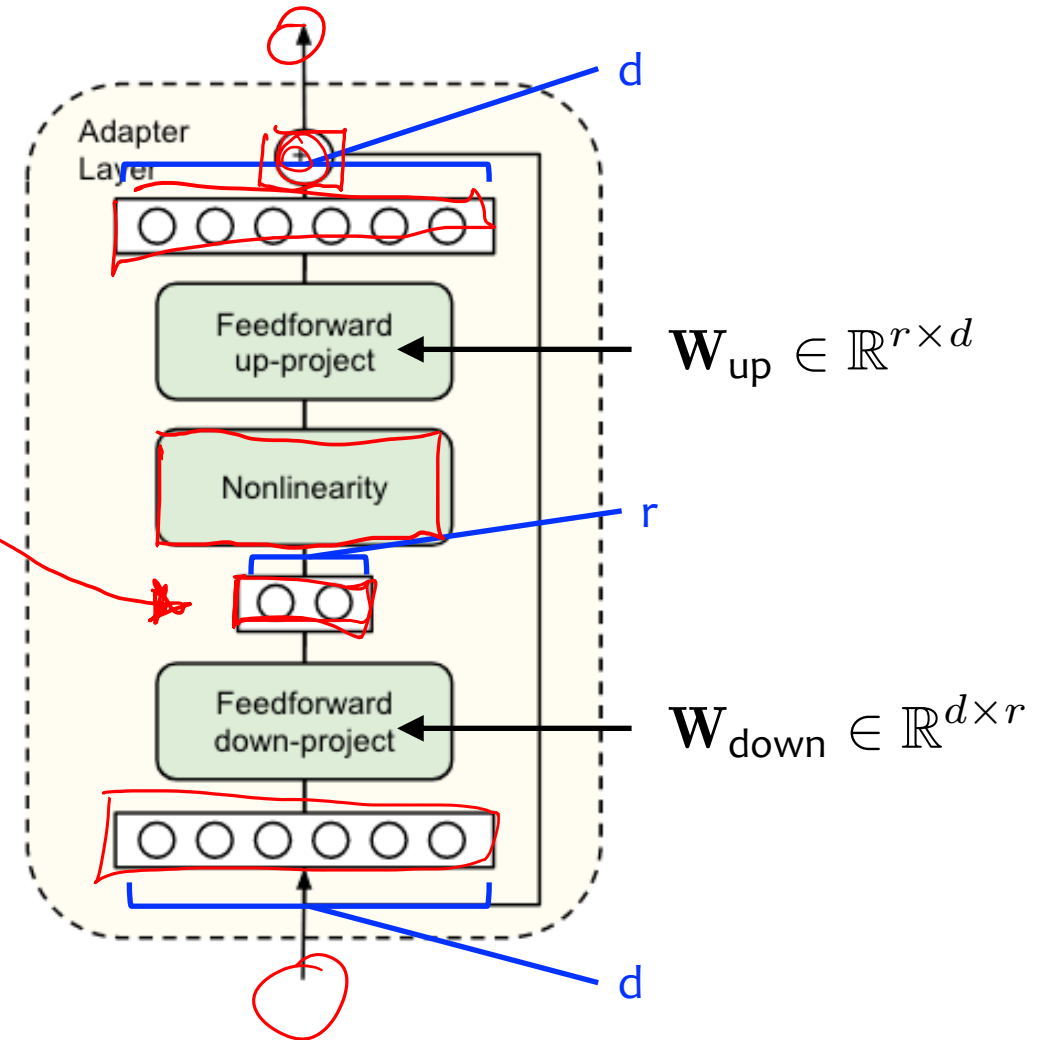 d
Adapter
Layer
+
Feedforward
up-project
W_up ∈ ℝ^{r×d}
Nonlinearity
r
Feedforward
down-project
W_down ∈ ℝ^{d×r}
d